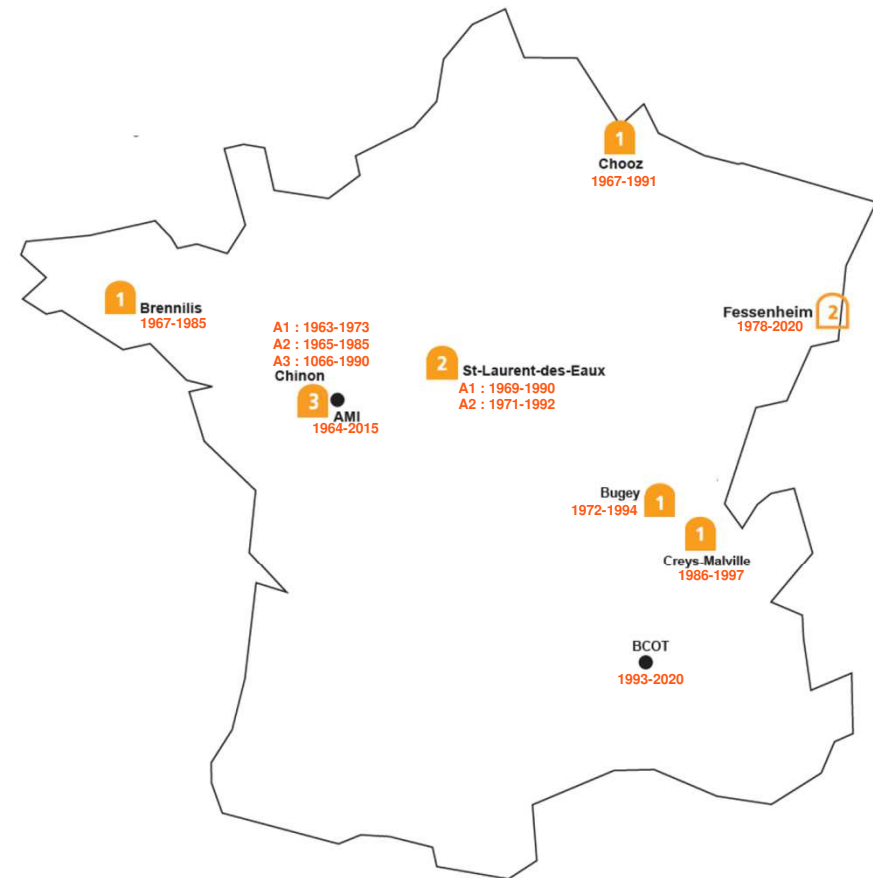 1
Chooz
1967-1991
1
Brennilis
1967-1985
Fessenheim
2
1978-2020
A1 : 1963-1973
A2 : 1965-1985
A3 : 1066-1990
Chinon
3
AMI
1964-2015
2
St-Laurent-des-Eaux
A1 : 1969-1990
A2 : 1971-1992
Bugey
1
1972-1994
1
Creys-Malville
1986-1997
BCOT
1993-2020